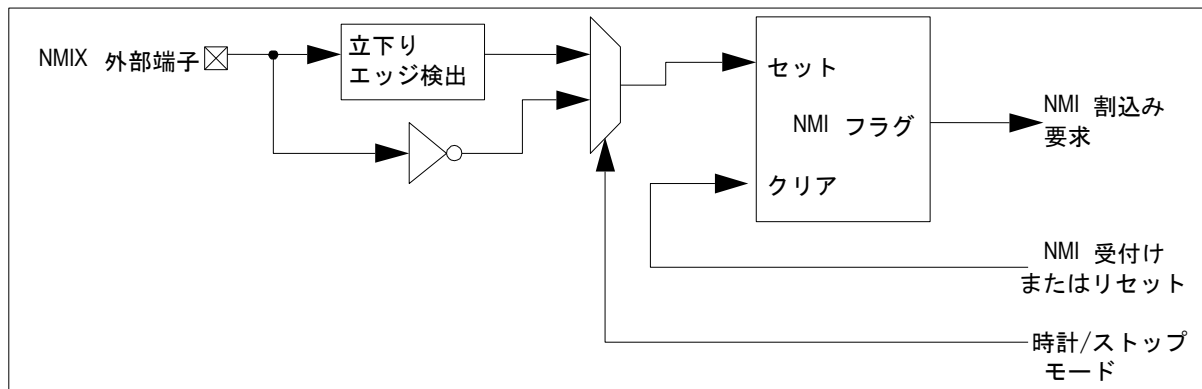 NMIX 外部端子
立下り
エッジ検出
セット
NMI フラグ
クリア
NMI 割込み
要求
NMI 受付け
またはリセット
時計/ストップ
モード